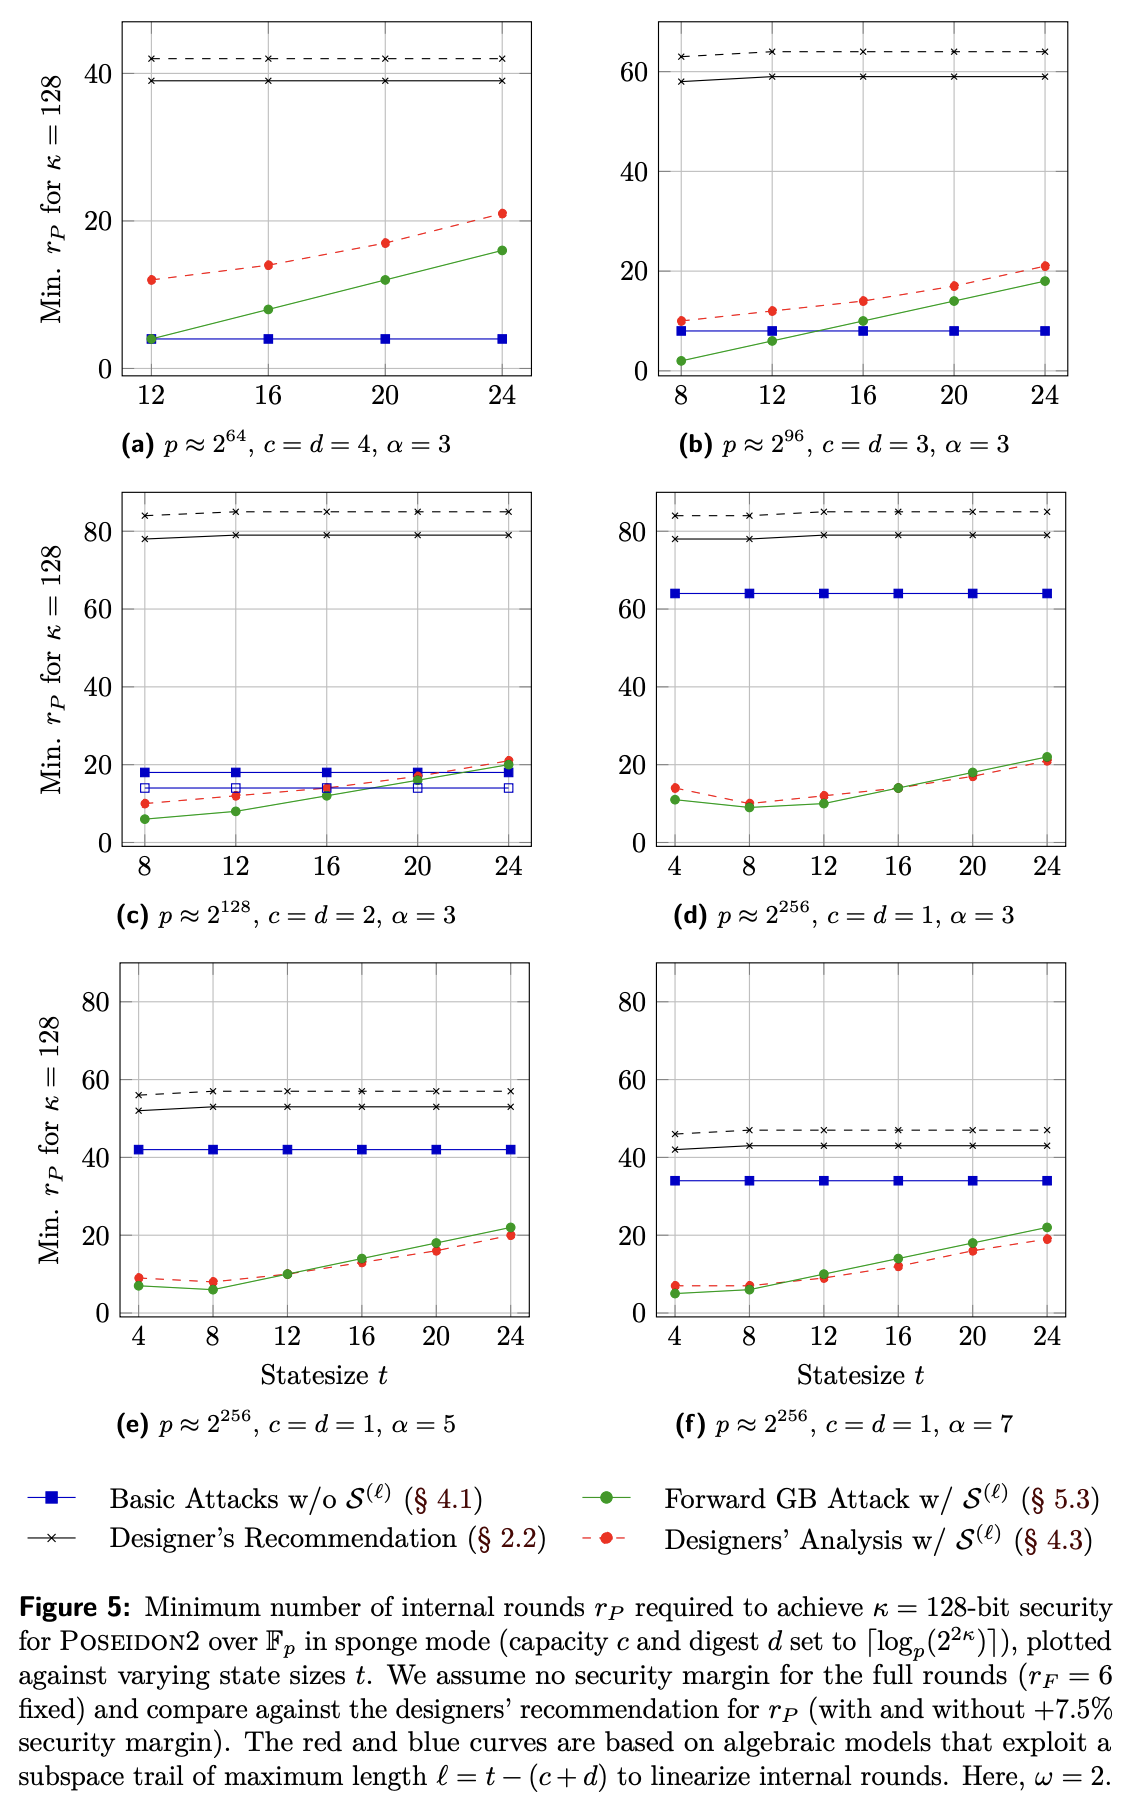 Min. r_P for κ = 128
40
20
0
12 16 20 24
(a) p ≈ 2^64, c = d = 4, α = 3
60
40
20
0
8 12 16 20 24
(b) p ≈ 2^96, c = d = 3, α = 3
Min. r_P for κ = 128
80
60
40
20
0
8 12 16 20 24
(c) p ≈ 2^128, c = d = 2, α = 3
80
60
40
20
0
4 8 12 16 20 24
(d) p ≈ 2^256, c = d = 1, α = 3
Min. r_P for κ = 128
80
60
40
20
0
4 8 12 16 20 24
Statesize t
(e) p ≈ 2^256, c = d = 1, α = 5
80
60
40
20
0
4 8 12 16 20 24
Statesize t
(f) p ≈ 2^256, c = d = 1, α = 7
Basic Attacks w/o 𝒮^(ℓ) (§ 4.1)
Forward GB Attack w/ 𝒮^(ℓ) (§ 5.3)
Designer's Recommendation (§ 2.2)
Designers' Analysis w/ 𝒮^(ℓ) (§ 4.3)
Figure 5: Minimum number of internal rounds r_P required to achieve κ = 128-bit security
for POSEIDON2 over 𝔽_p in sponge mode (capacity c and digest d set to ⌈log_p(2^2κ)⌉), plotted
against varying state sizes t. We assume no security margin for the full rounds (r_F = 6
fixed) and compare against the designers' recommendation for r_P (with and without +7.5%
security margin). The red and blue curves are based on algebraic models that exploit a
subspace trail of maximum length ℓ = t − (c + d) to linearize internal rounds. Here, ω = 2.